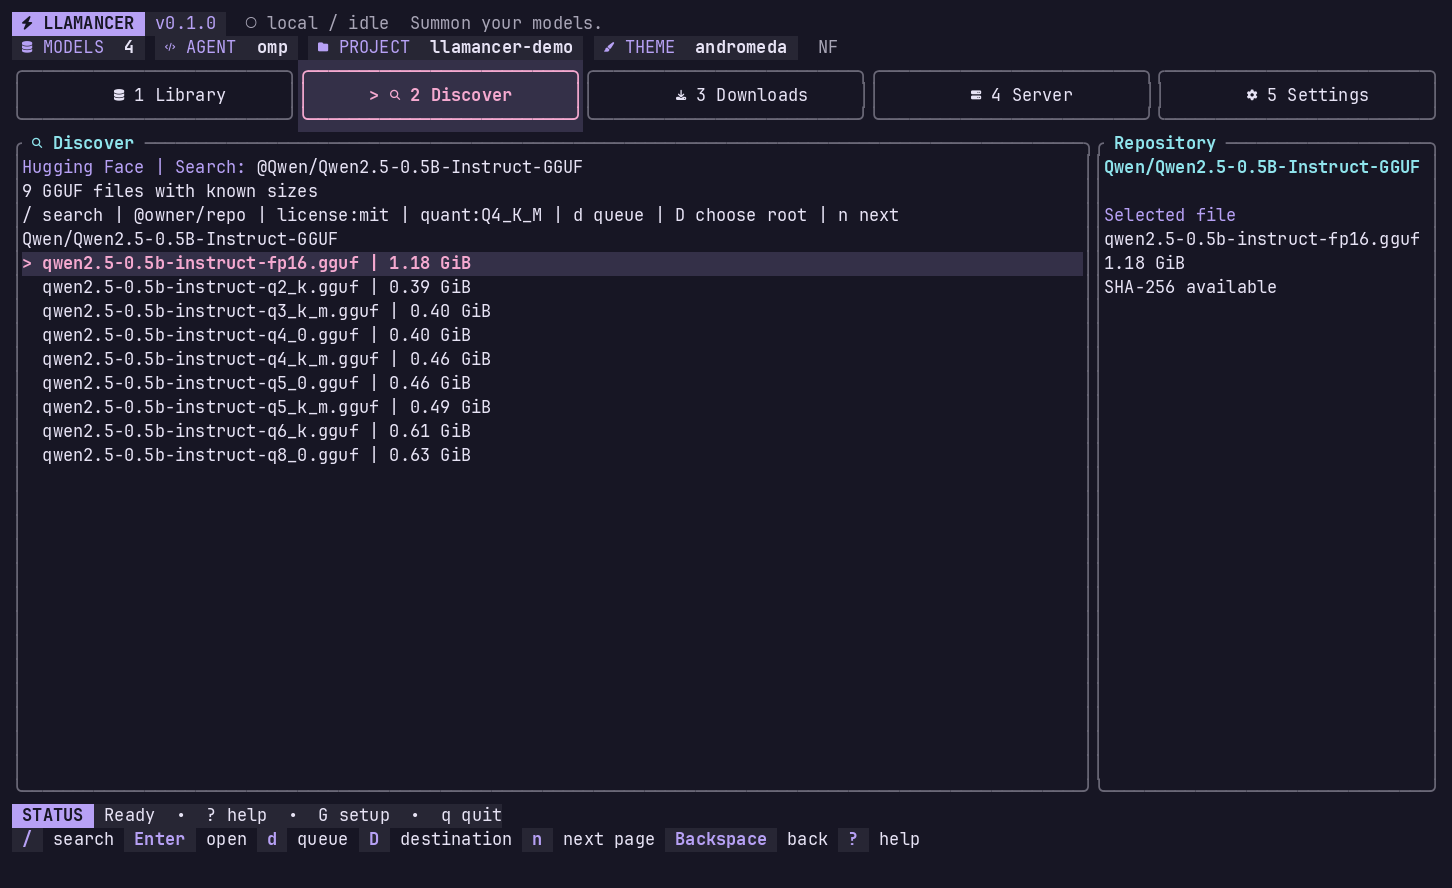 LLAMANCER v0.1.0 local / idle Summon your models.
MODELS 4 AGENT omp PROJECT llamancer-demo THEME andromeda NF
1 Library > 2 Discover 3 Downloads 4 Server 5 Settings
Discover
Hugging Face | Search: @Qwen/Qwen2.5-0.5B-Instruct-GGUF
9 GGUF files with known sizes
/ search | @owner/repo | license:mit | quant:Q4_K_M | d queue | D choose root | n next
Qwen/Qwen2.5-0.5B-Instruct-GGUF
> qwen2.5-0.5b-instruct-fp16.gguf | 1.18 GiB
qwen2.5-0.5b-instruct-q2_k.gguf | 0.39 GiB
qwen2.5-0.5b-instruct-q3_k_m.gguf | 0.40 GiB
qwen2.5-0.5b-instruct-q4_0.gguf | 0.40 GiB
qwen2.5-0.5b-instruct-q4_k_m.gguf | 0.46 GiB
qwen2.5-0.5b-instruct-q5_0.gguf | 0.46 GiB
qwen2.5-0.5b-instruct-q5_k_m.gguf | 0.49 GiB
qwen2.5-0.5b-instruct-q6_k.gguf | 0.61 GiB
qwen2.5-0.5b-instruct-q8_0.gguf | 0.63 GiB
Repository
Qwen/Qwen2.5-0.5B-Instruct-GGUF
Selected file
qwen2.5-0.5b-instruct-fp16.gguf
1.18 GiB
SHA-256 available
STATUS Ready • ? help • G setup • q quit
/ search Enter open d queue D destination n next page Backspace back ? help